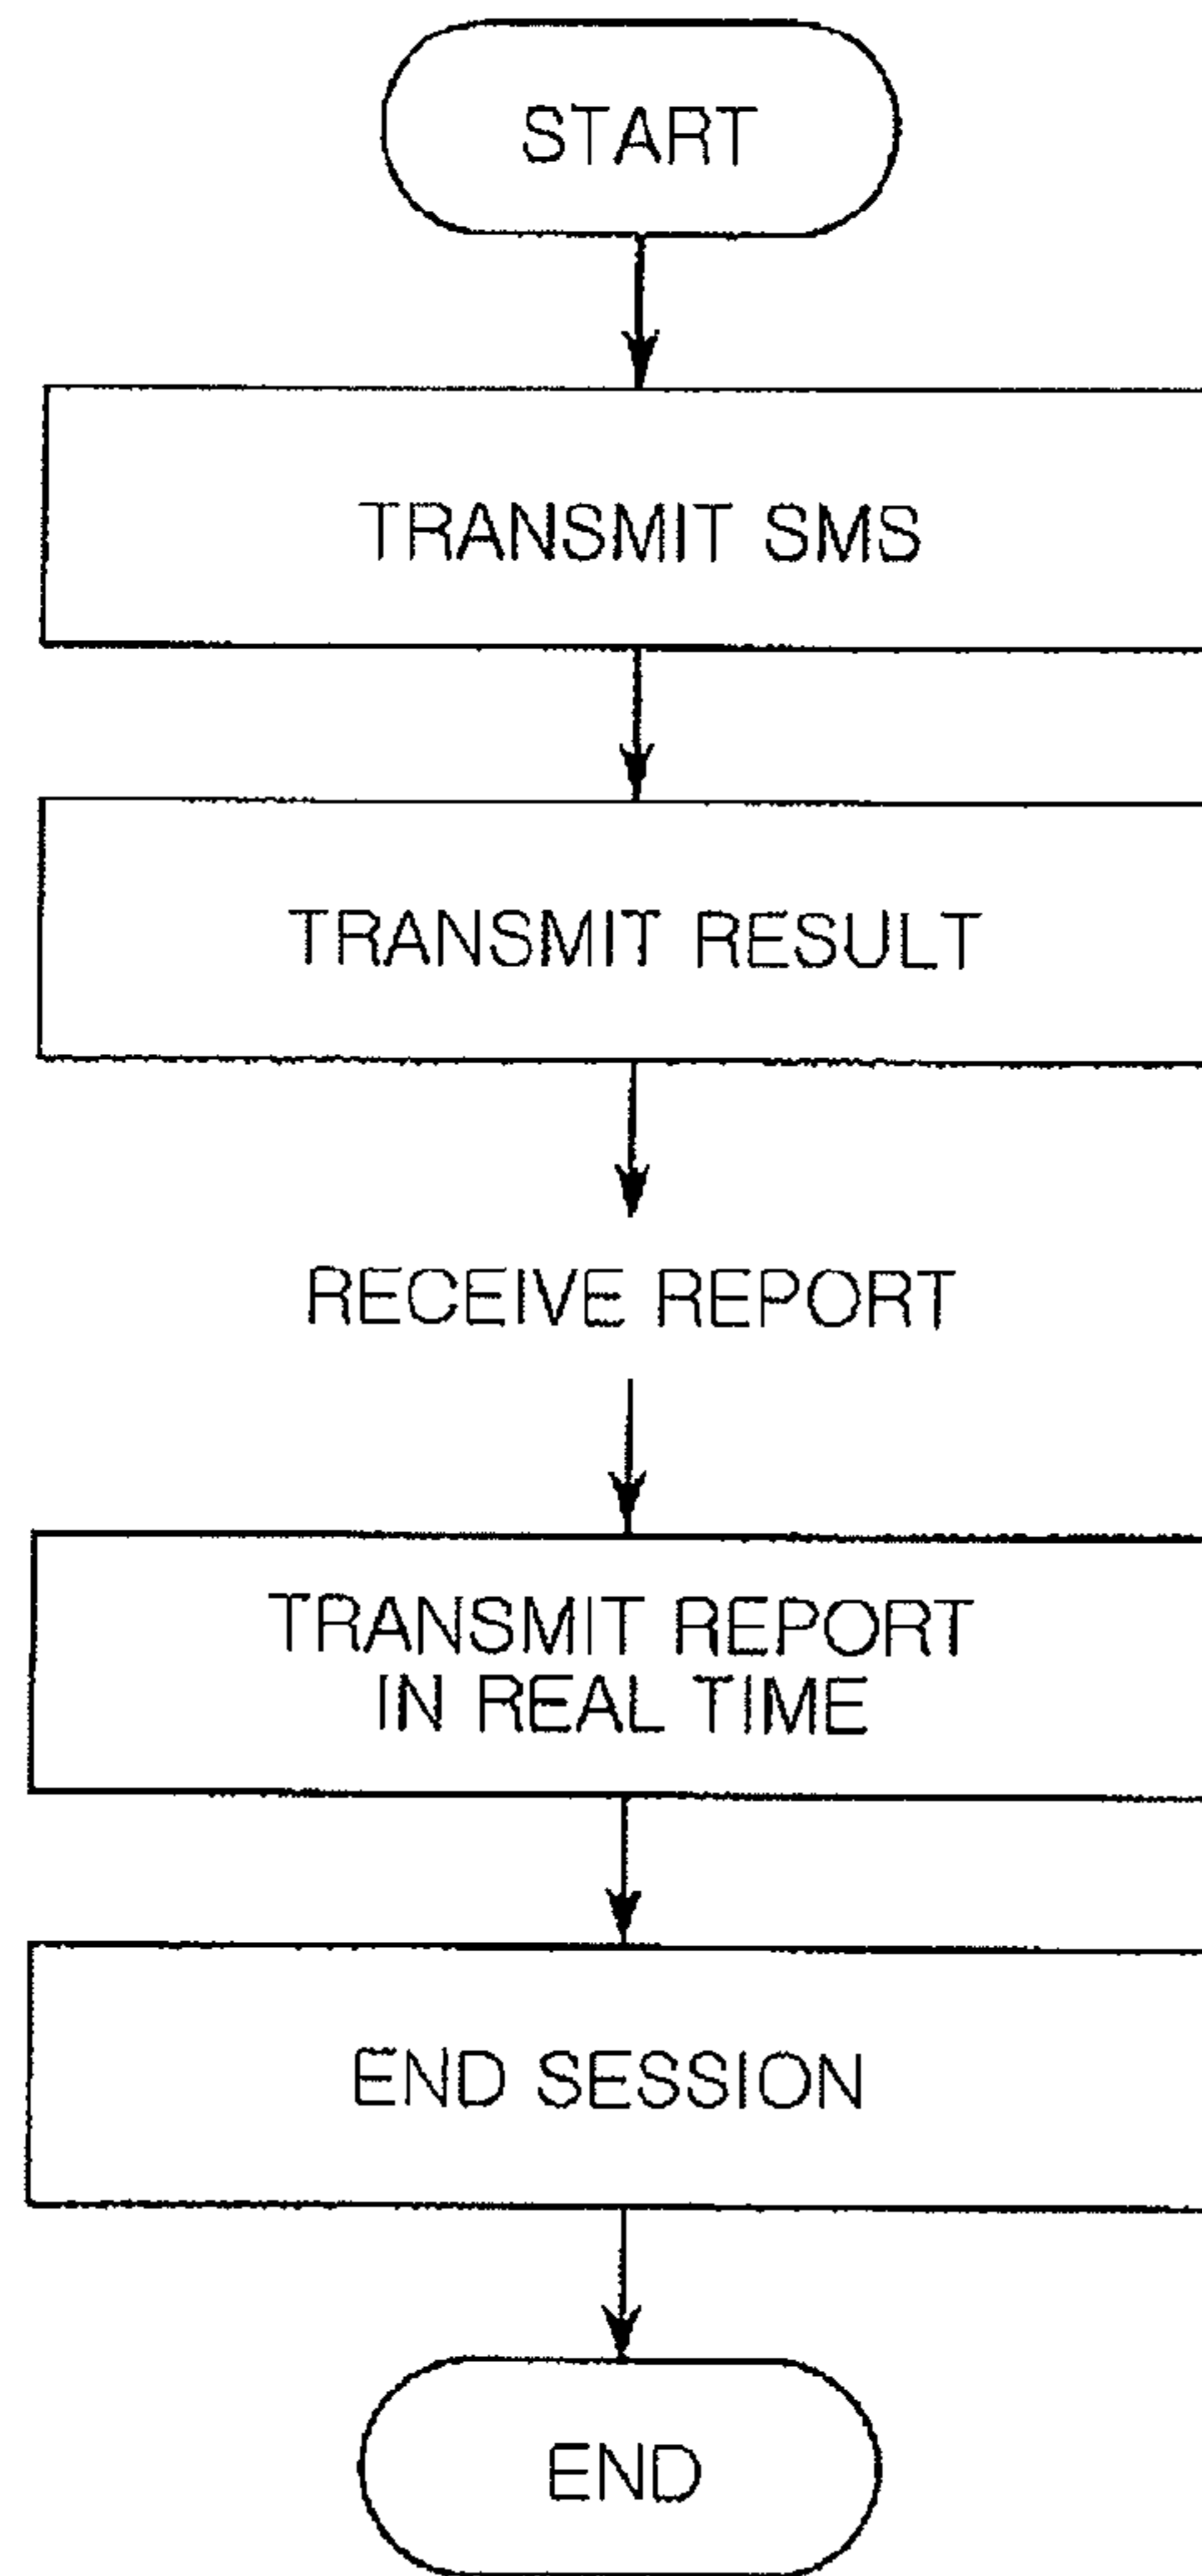 START
TRANSMIT SMS
TRANSMIT RESULT
RECEIVE REPORT
TRANSMIT REPORT
IN REAL TIME
END SESSION
END